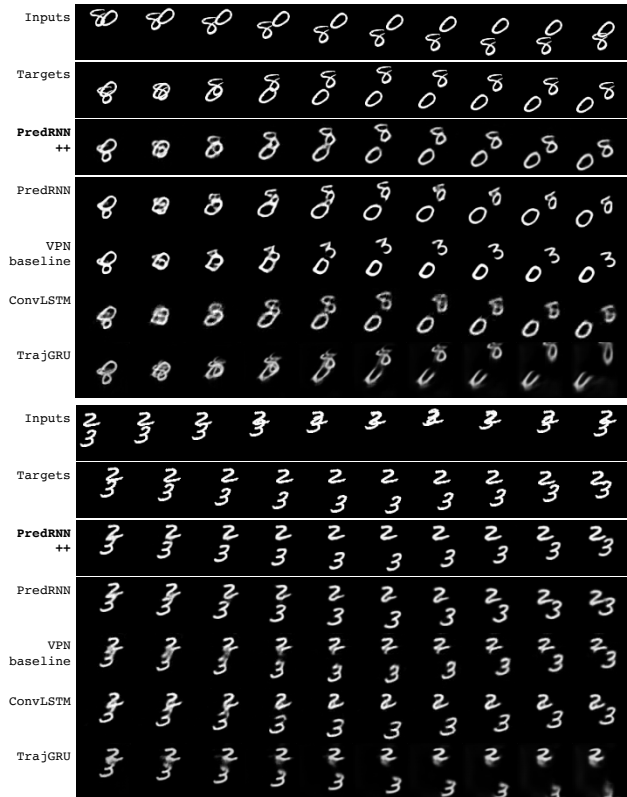 Inputs
Targets
PredRNN
++
PredRNN
VPN
baseline
ConvLSTM
TrajGRU
Inputs
Targets
PredRNN
++
PredRNN
VPN
baseline
ConvLSTM
TrajGRU